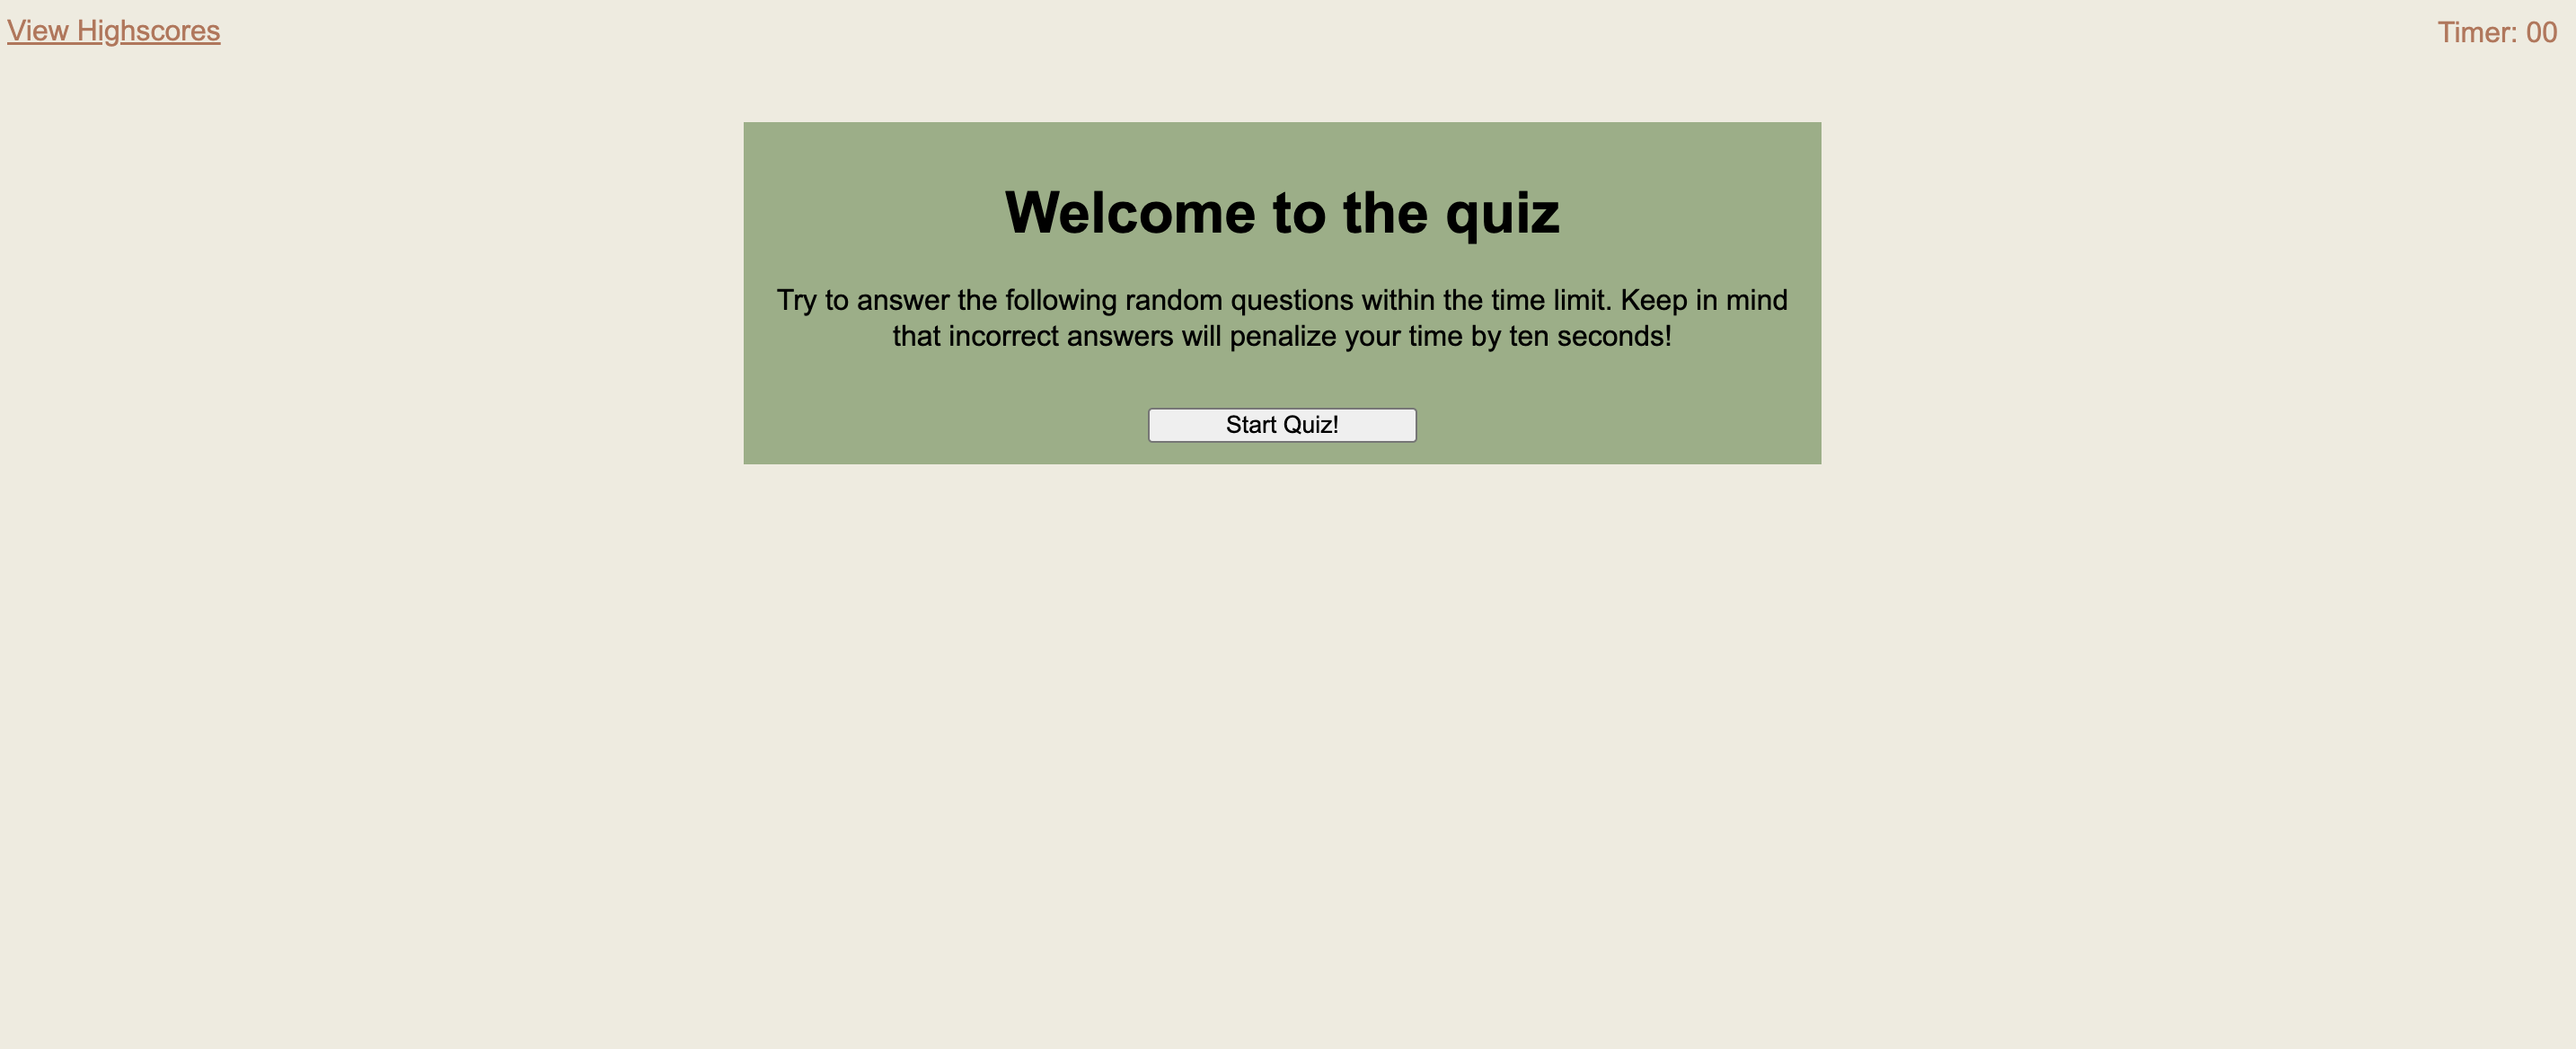 View Highscores
Timer: 00
Welcome to the quiz
Try to answer the following random questions within the time limit. Keep in mind
that incorrect answers will penalize your time by ten seconds!
Start Quiz!